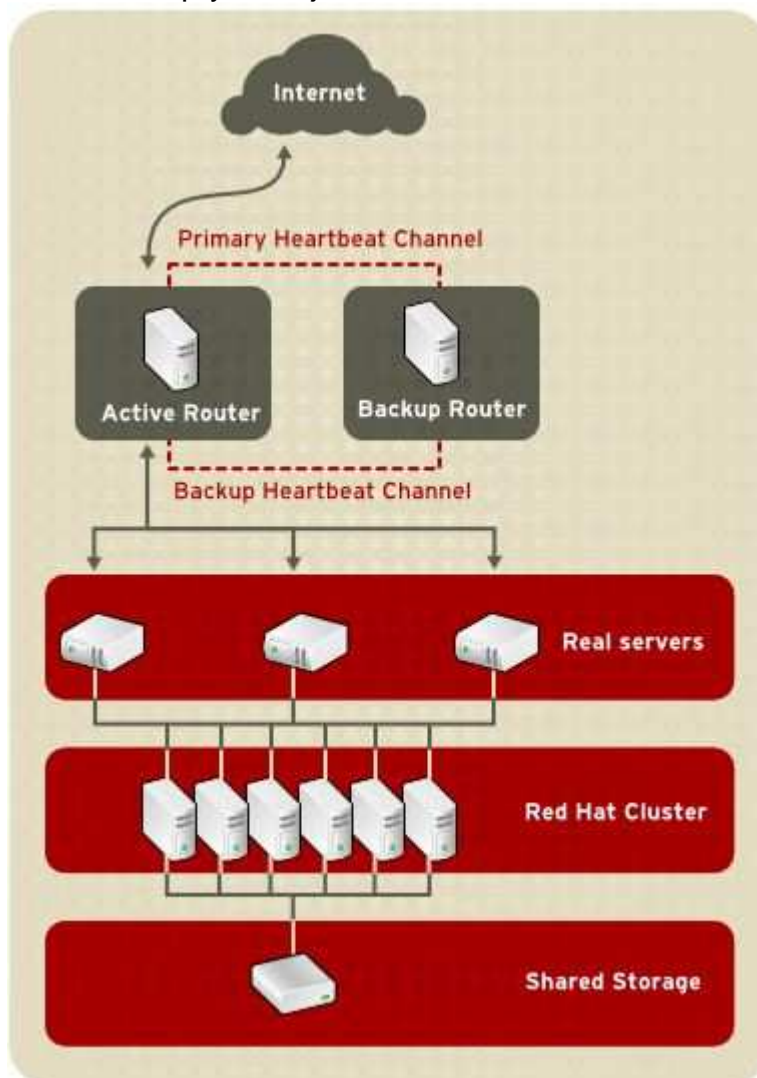 Internet
Primary Heartbeat Channel
Active Router
Backup Router
Backup Heartbeat Channel
Real servers
Red Hat Cluster
Shared Storage